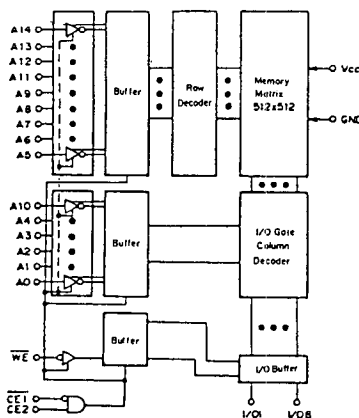 A14
A13
A12
A11
A9
A8
A7
A6
A5
Buffer
Row
Decoder
Memory
Matrix
512x512
Vcc
GND
A10
A4
A3
A2
A1
A0
Buffer
I/O Gate
Column
Decoder
WE
Buffer
I/O Buffer
CE1
CE2
I/O1
I/O8